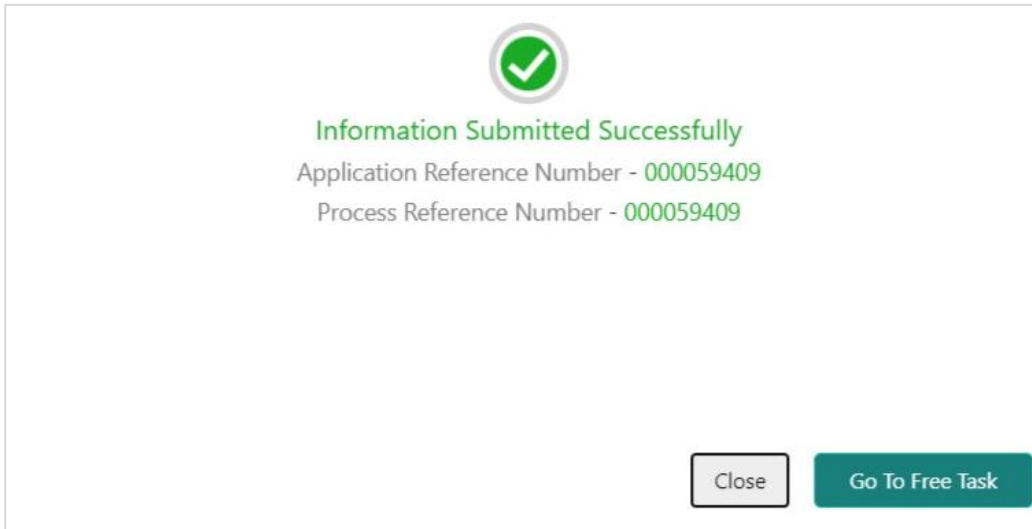 Information Submitted Successfully
Application Reference Number - 000059409
Process Reference Number - 000059409
Close
Go To Free Task